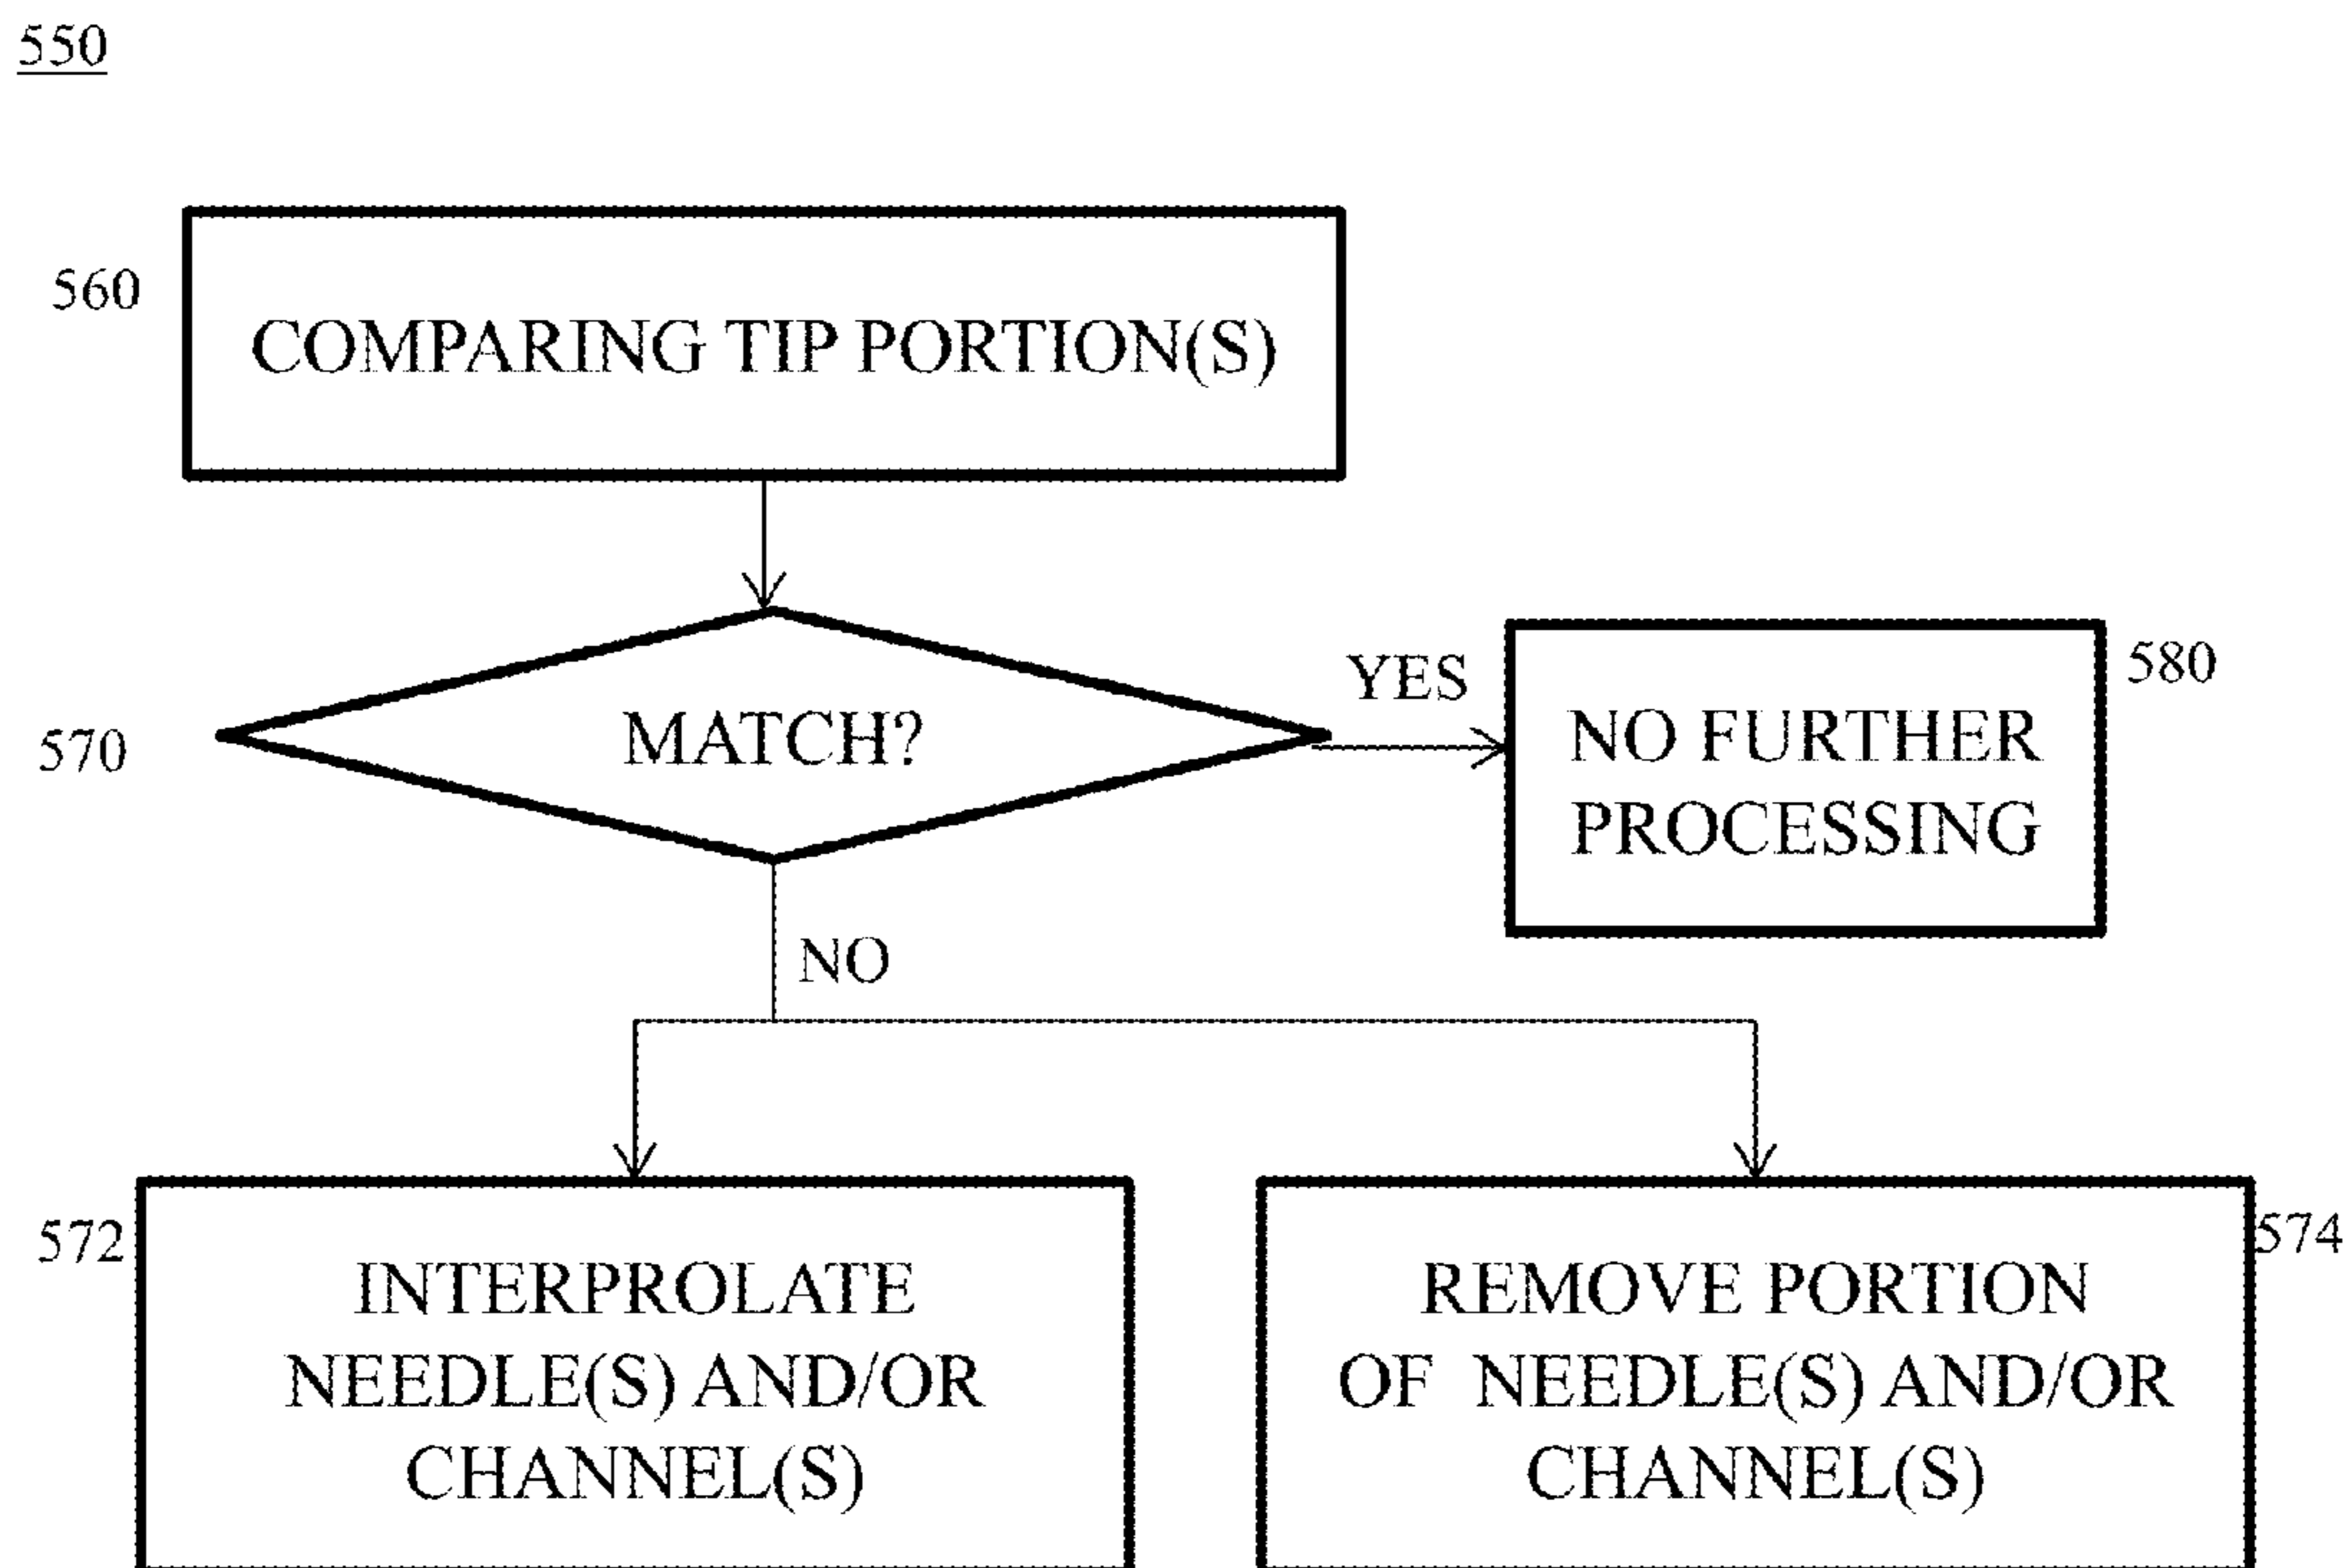 550
560
COMPARING TIP PORTION(S)
570
MATCH?
YES
580
NO FURTHER
PROCESSING
NO
572
INTERPROLATE
NEEDLE(S) AND/OR
CHANNEL(S)
574
REMOVE PORTION
OF NEEDLE(S) AND/OR
CHANNEL(S)